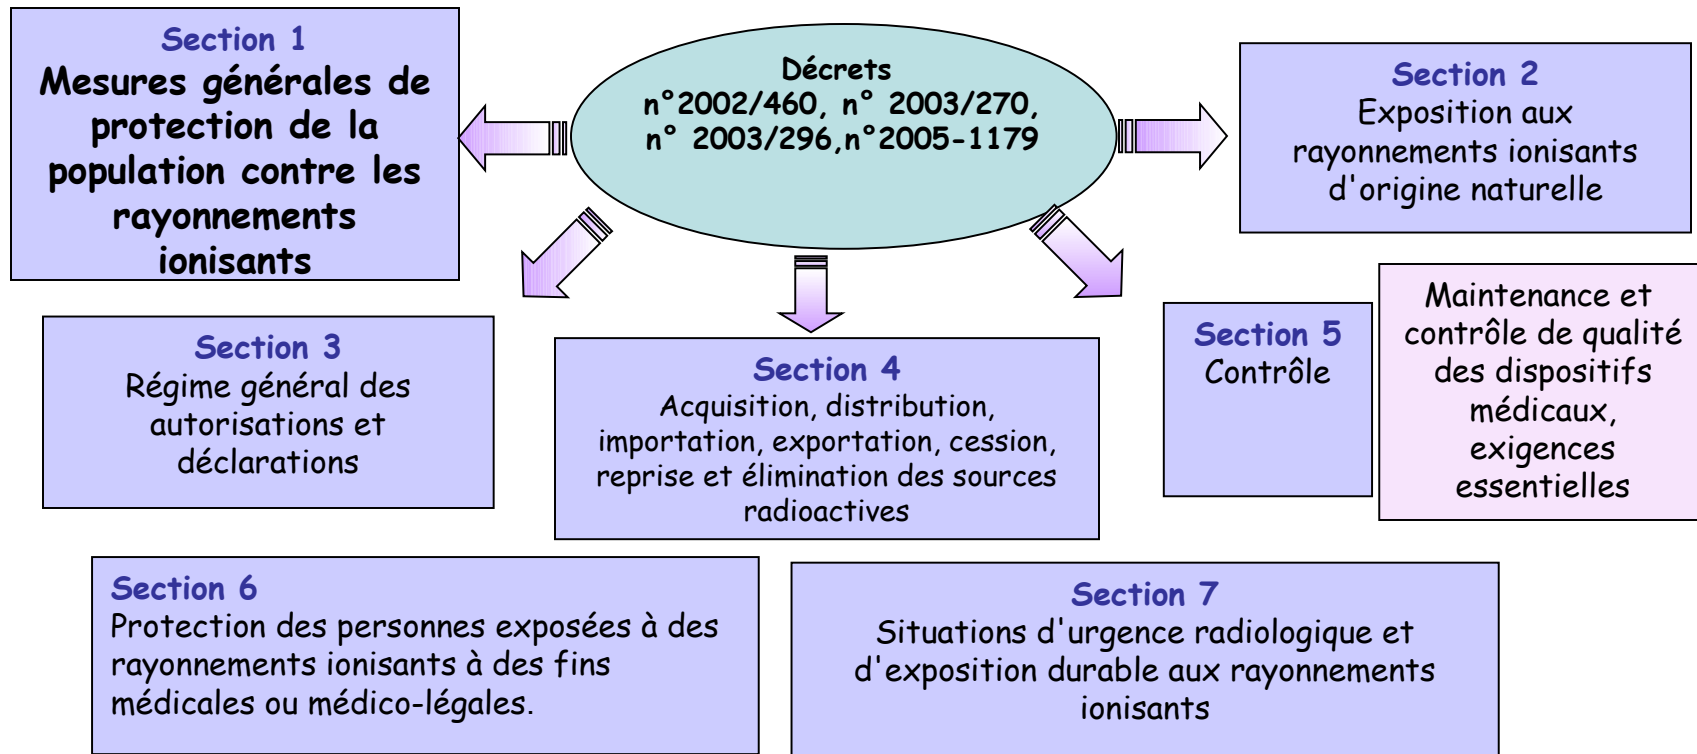 Section 1
Mesures générales de
protection de la
population contre les
rayonnements
ionisants
Décrets
n°2002/460, n° 2003/270,
n° 2003/296,n°2005-1179
Section 2
Exposition aux
rayonnements ionisants
d'origine naturelle
Section 3
Régime général des
autorisations et
déclarations
Section 4
Acquisition, distribution,
importation, exportation, cession,
reprise et élimination des sources
radioactives
Section 5
Contrôle
Maintenance et
contrôle de qualité
des dispositifs
médicaux,
exigences
essentielles
Section 6
Protection des personnes exposées à des
rayonnements ionisants à des fins
médicales ou médico-légales.
Section 7
Situations d'urgence radiologique et
d'exposition durable aux rayonnements
ionisants